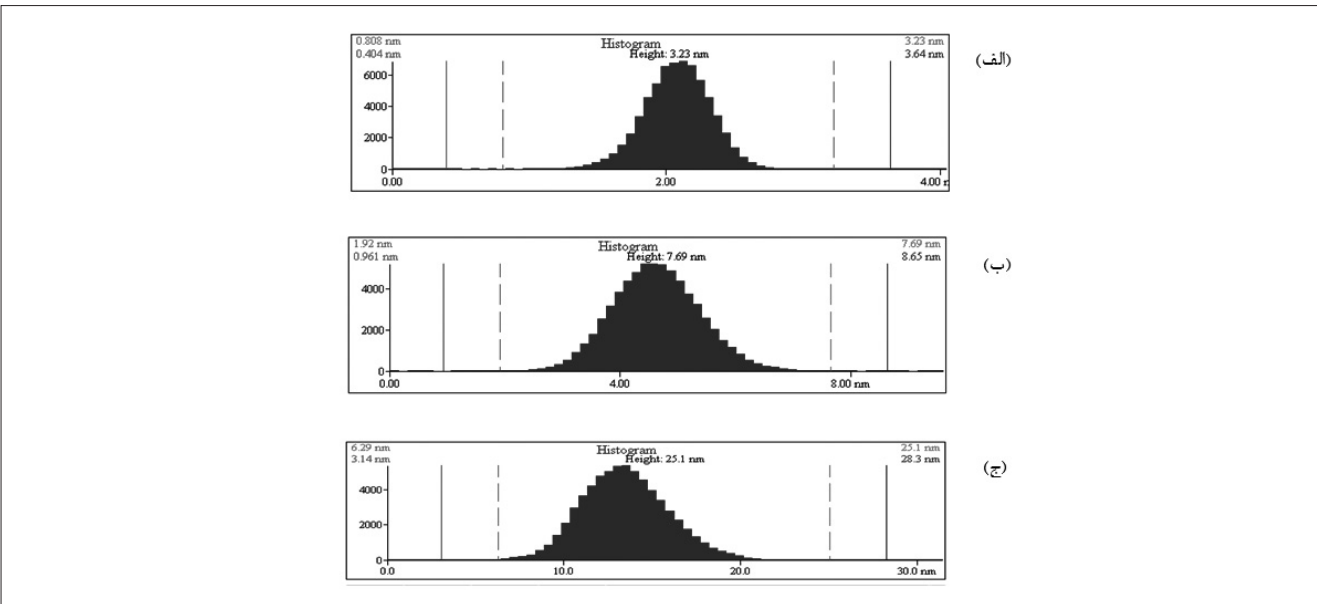 0.808 nm Histogram 3.23 nm
0.404 nm Height: 3.23 nm 3.64 nm
(الف)
6000
4000
2000
0
0.00 2.00 4.00 r
1.92 nm Histogram 7.69 nm
0.961 nm Height: 7.69 nm 8.65 nm
(ب)
4000
2000
0
0.00 4.00 8.00 nm
6.29 nm Histogram 25.1 nm
3.14 nm Height: 25.1 nm 28.3 nm
(ج)
4000
2000
0
0.0 10.0 20.0 30.0 nm